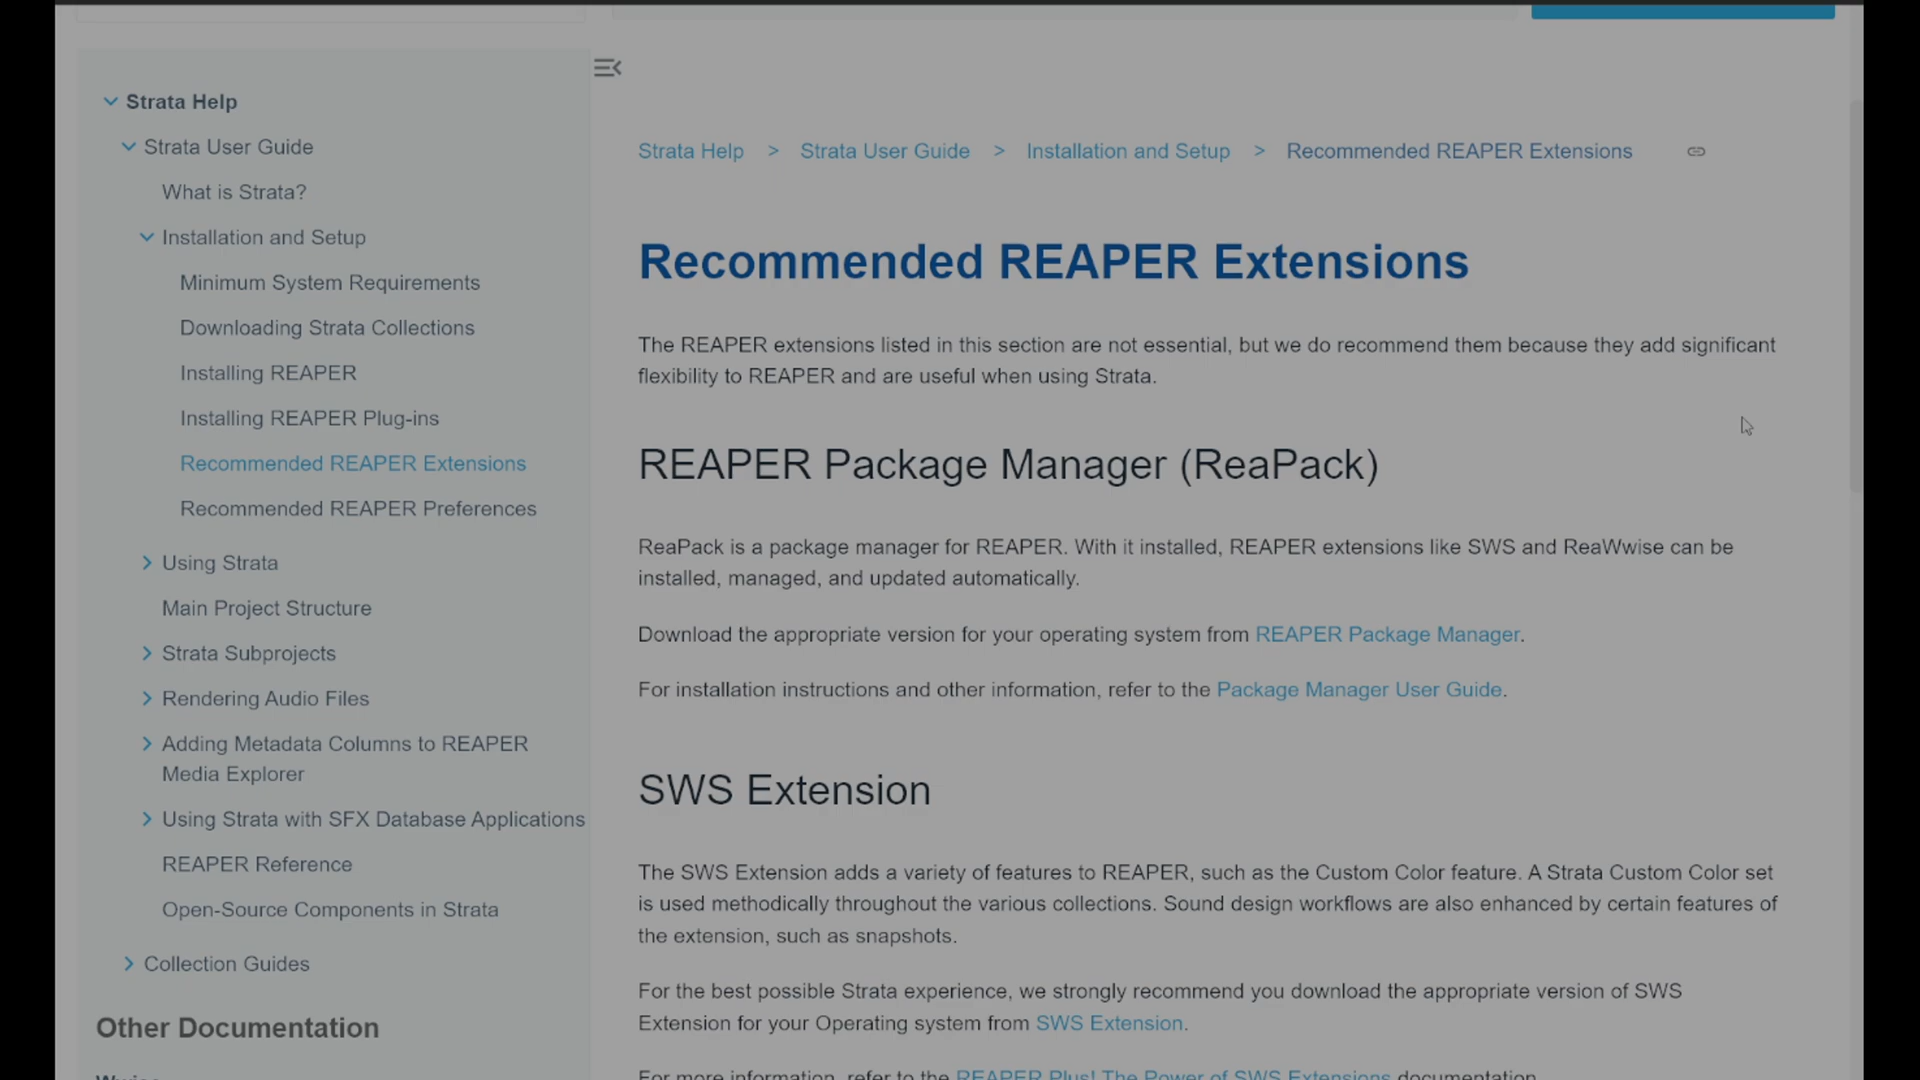 Strata Help
Strata User Guide
What is Strata?
Installation and Setup
Minimum System Requirements
Downloading Strata Collections
Installing REAPER
Installing REAPER Plug-ins
Recommended REAPER Extensions
Recommended REAPER Preferences
Using Strata
Main Project Structure
Strata Subprojects
Rendering Audio Files
Adding Metadata Columns to REAPER
Media Explorer
Using Strata with SFX Database Applications
REAPER Reference
Open-Source Components in Strata
Collection Guides
Other Documentation
Strata Help > Strata User Guide > Installation and Setup > Recommended REAPER Extensions
Recommended REAPER Extensions
The REAPER extensions listed in this section are not essential, but we do recommend them because they add significant
flexibility to REAPER and are useful when using Strata.
REAPER Package Manager (ReaPack)
ReaPack is a package manager for REAPER. With it installed, REAPER extensions like SWS and ReaWwise can be
installed, managed, and updated automatically.
Download the appropriate version for your operating system from REAPER Package Manager.
For installation instructions and other information, refer to the Package Manager User Guide.
SWS Extension
The SWS Extension adds a variety of features to REAPER, such as the Custom Color feature. A Strata Custom Color set
is used methodically throughout the various collections. Sound design workflows are also enhanced by certain features of
the extension, such as snapshots.
For the best possible Strata experience, we strongly recommend you download the appropriate version of SWS
Extension for your Operating system from SWS Extension.
For more information, refer to the REAPER Plus! The Power of SWS Extensions documentation